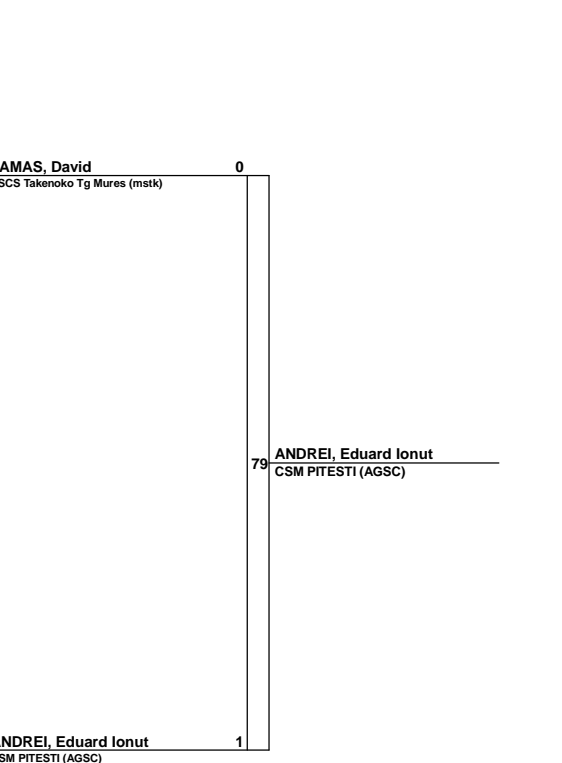 AMAS, David 0
SCS Takenoko Tg Mures (mstk)
79
ANDREI, Eduard Ionut
CSM PITESTI (AGSC)
NDREI, Eduard Ionut 1
SM PITESTI (AGSC)